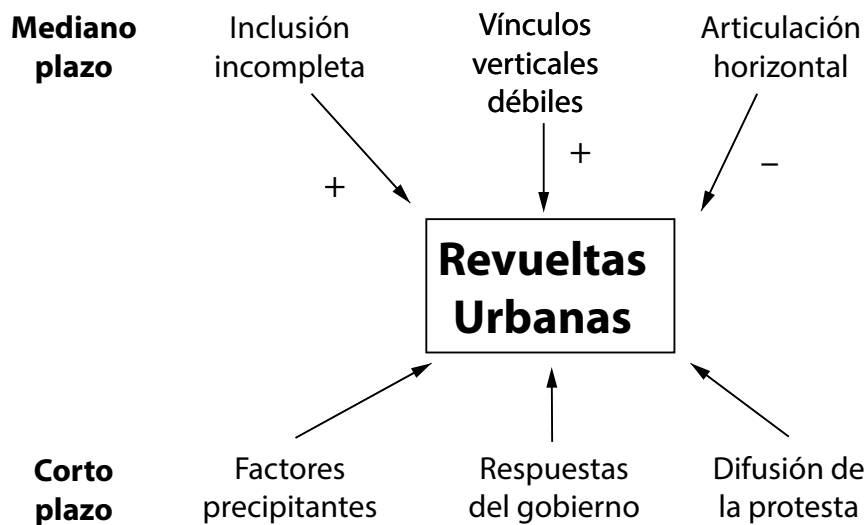 Mediano
plazo
Inclusión
incompleta
Vínculos
verticales
débiles
Articulación
horizontal
+
+
–
Revueltas
Urbanas
Corto
plazo
Factores
precipitantes
Respuestas
del gobierno
Difusión de
la protesta